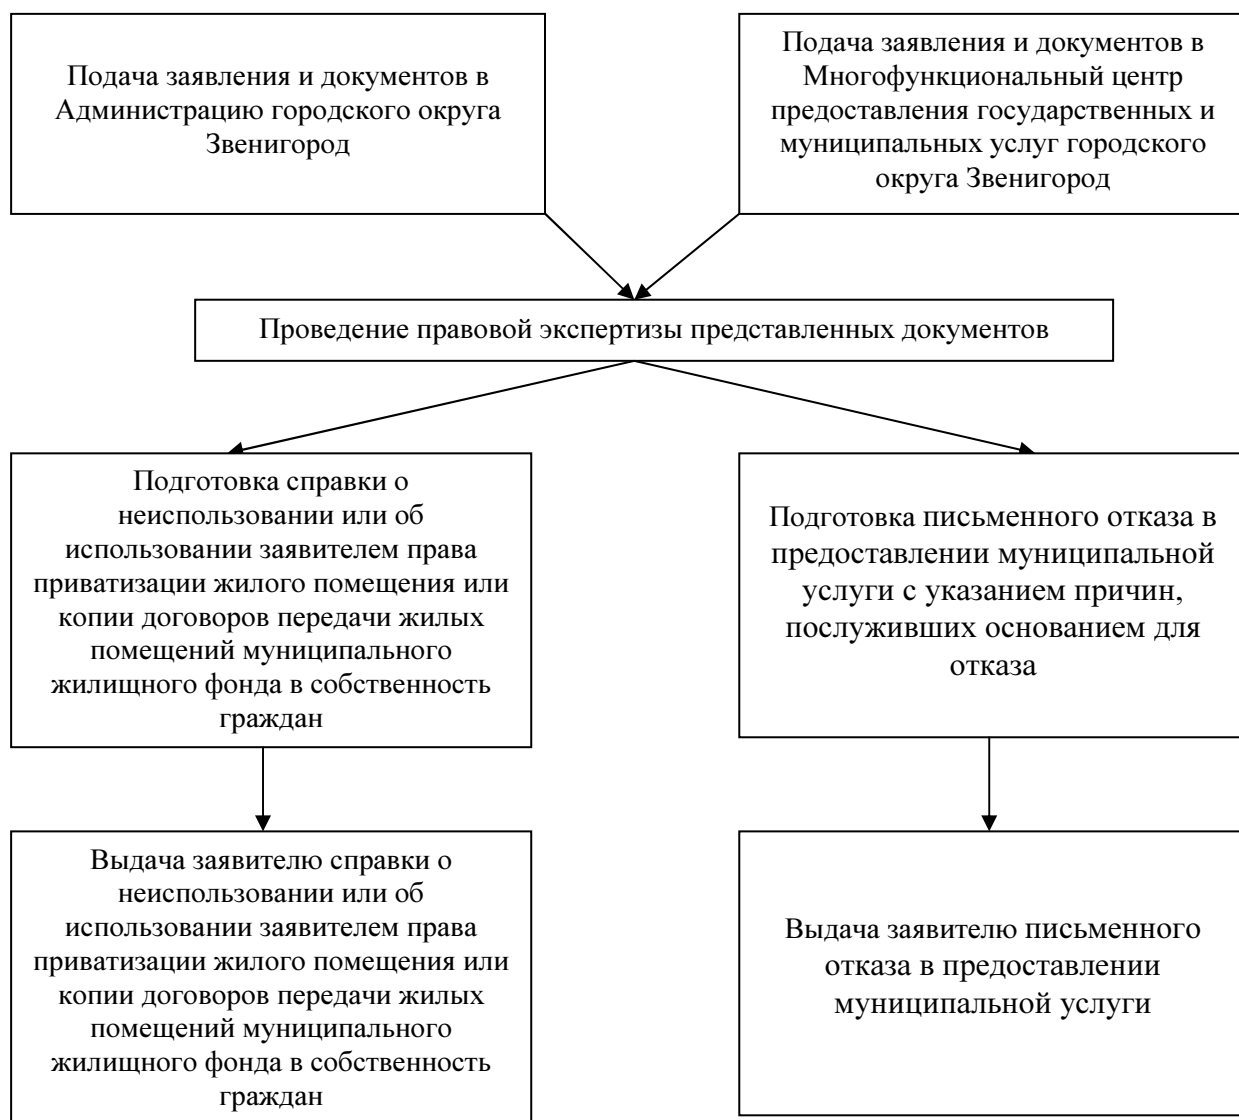 Подача заявления и документов в
Администрацию городского округа
Звенигород
Подача заявления и документов в
Многофункциональный центр
предоставления государственных и
муниципальных услуг городского
округа Звенигород
Проведение правовой экспертизы представленных документов
Подготовка справки о
неиспользовании или об
использовании заявителем права
приватизации жилого помещения или
копии договоров передачи жилых
помещений муниципального
жилищного фонда в собственность
граждан
Подготовка письменного отказа в
предоставлении муниципальной
услуги с указанием причин,
послуживших основанием для
отказа
Выдача заявителю справки о
неиспользовании или об
использовании заявителем права
приватизации жилого помещения или
копии договоров передачи жилых
помещений муниципального
жилищного фонда в собственность
граждан
Выдача заявителю письменного
отказа в предоставлении
муниципальной услуги